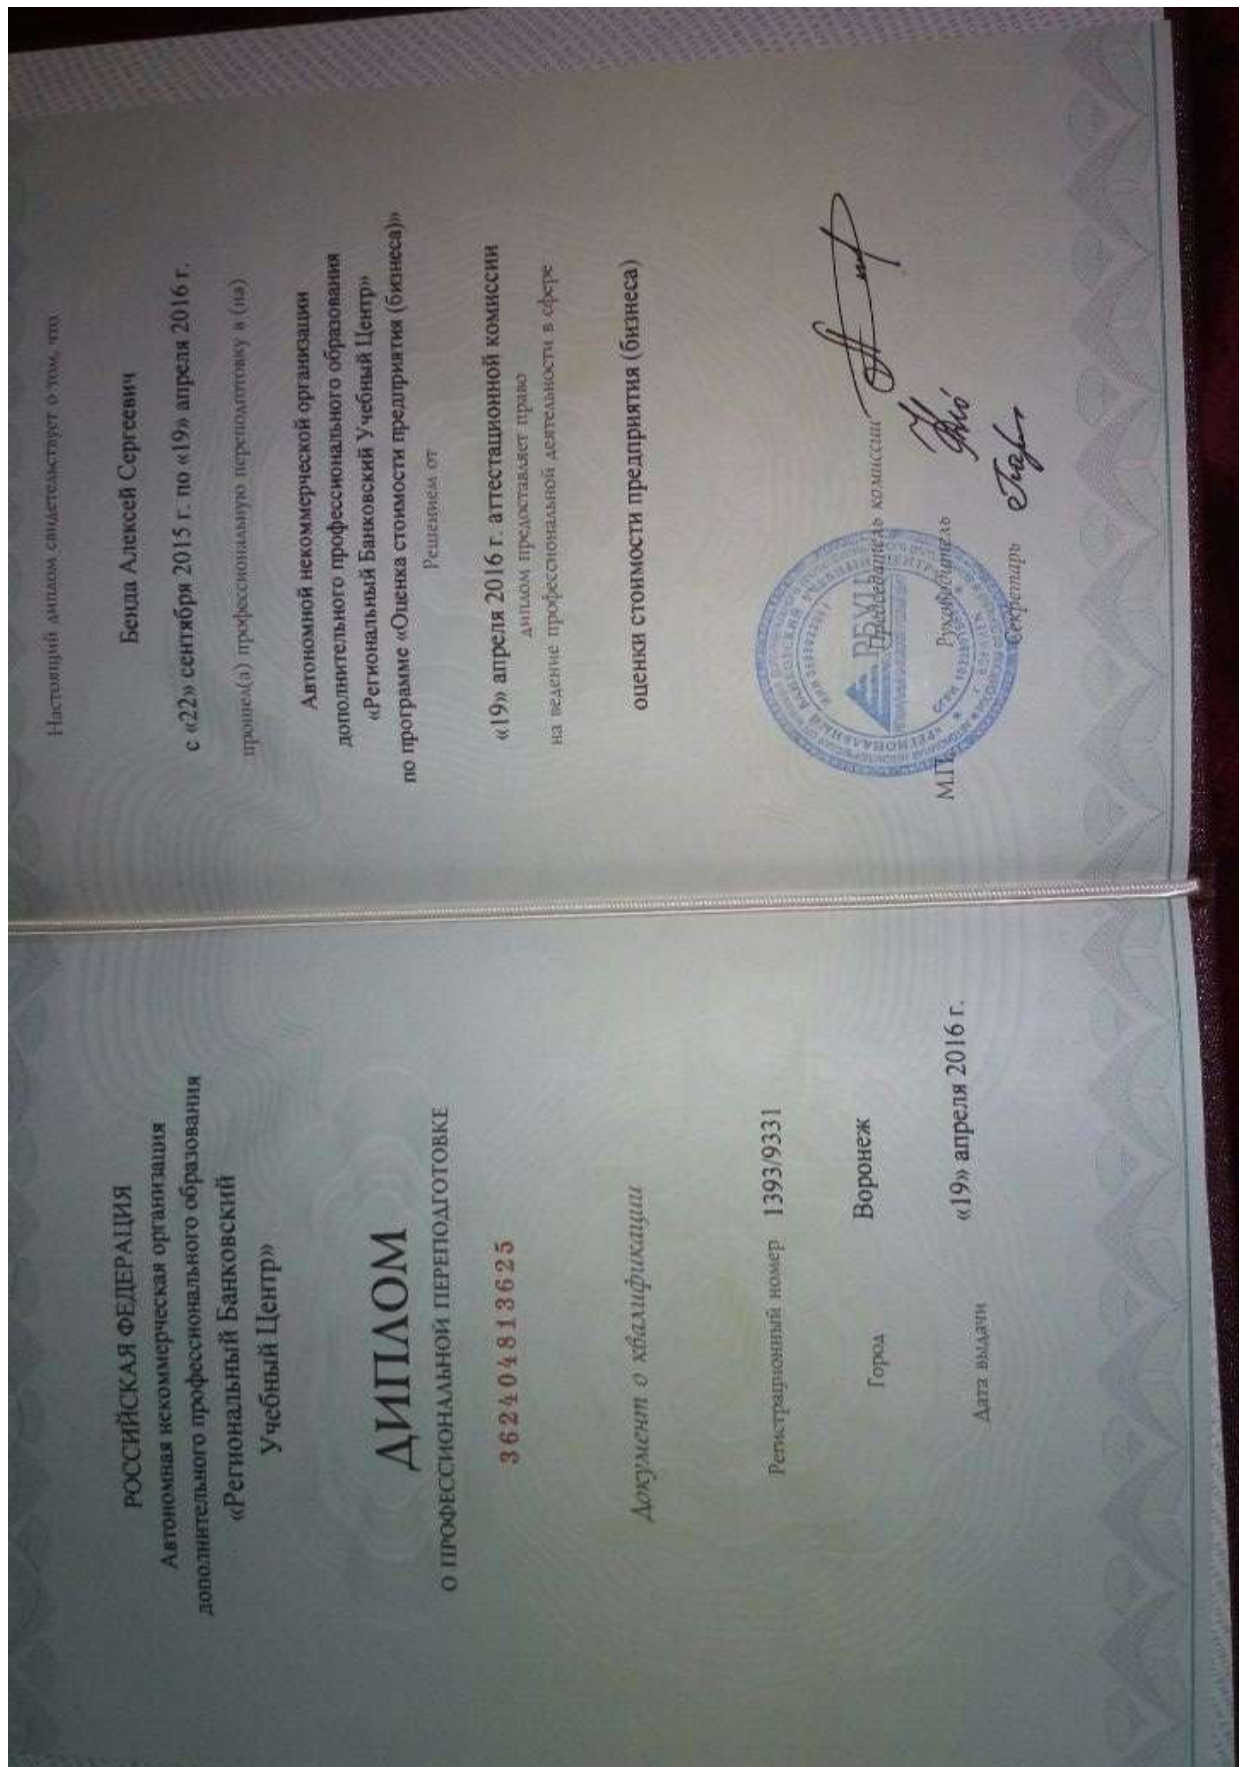 РОССИЙСКАЯ ФЕДЕРАЦИЯ
Автономная некоммерческая организация
дополнительного профессионального образования
«Региональный Банковский
Учебный Центр»
ДИПЛОМ
О ПРОФЕССИОНАЛЬНОЙ ПЕРЕПОДГОТОВКЕ
362404813625
Документ о квалификации
Регистрационный номер 1393/9331
Город Воронеж
Дата выдачи «19» апреля 2016 г.
Настоящий диплом свидетельствует о том, что
Бенда Алексей Сергеевич
с «22» сентября 2015 г. по «19» апреля 2016 г.
прошел(а) профессиональную переподготовку в (на)
Автономной некоммерческой организации
дополнительного профессионального образования
«Региональный Банковский Учебный Центр»
по программе «Оценка стоимости предприятия (бизнеса)»
Решением от
«19» апреля 2016 г. аттестационной комиссии
диплом предоставляет право
на ведение профессиональной деятельности в сфере
оценки стоимости предприятия (бизнеса)
Председатель комиссии
Руководитель
М.П.
Секретарь
РБУЦ